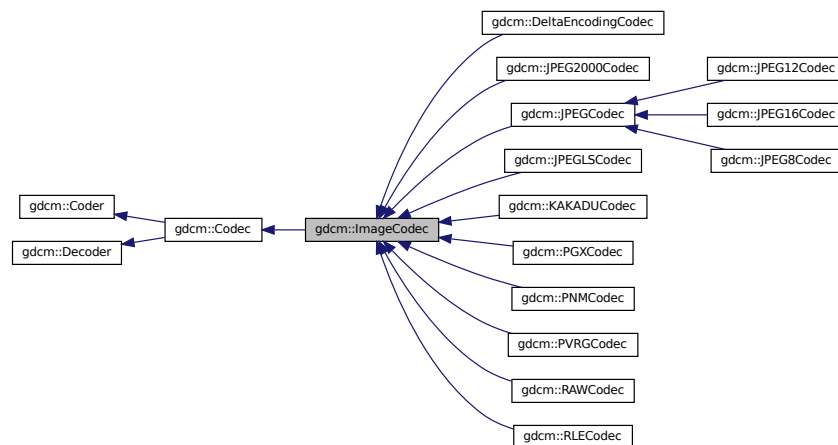 gdcm::DeltaEncodingCodec
gdcm::JPEG2000Codec
gdcm::JPEG12Codec
gdcm::JPEGCodec
gdcm::JPEG16Codec
gdcm::JPEG8Codec
gdcm::JPEGLSCodec
gdcm::Coder
gdcm::KAKADUCodec
gdcm::Codec
gdcm::ImageCodec
gdcm::Decoder
gdcm::PGXCodec
gdcm::PNMCodec
gdcm::PVRGCodec
gdcm::RAWCodec
gdcm::RLECodec